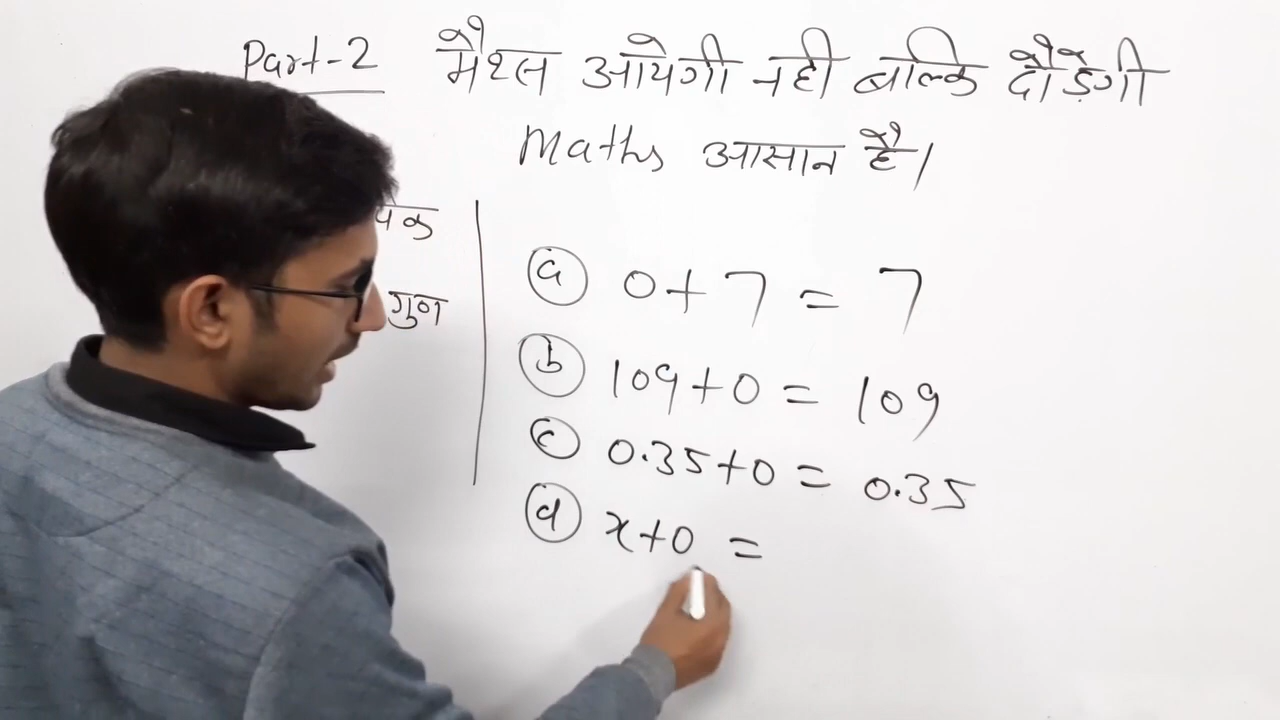 Part-2 मैथ्स आयेगी नही बल्कि दौड़ेगी
Maths आसान है।
गुण
ⓐ 0+7 = 7
ⓑ 109+0 = 109
ⓒ 0.35+0 = 0.35
ⓓ x+0 =